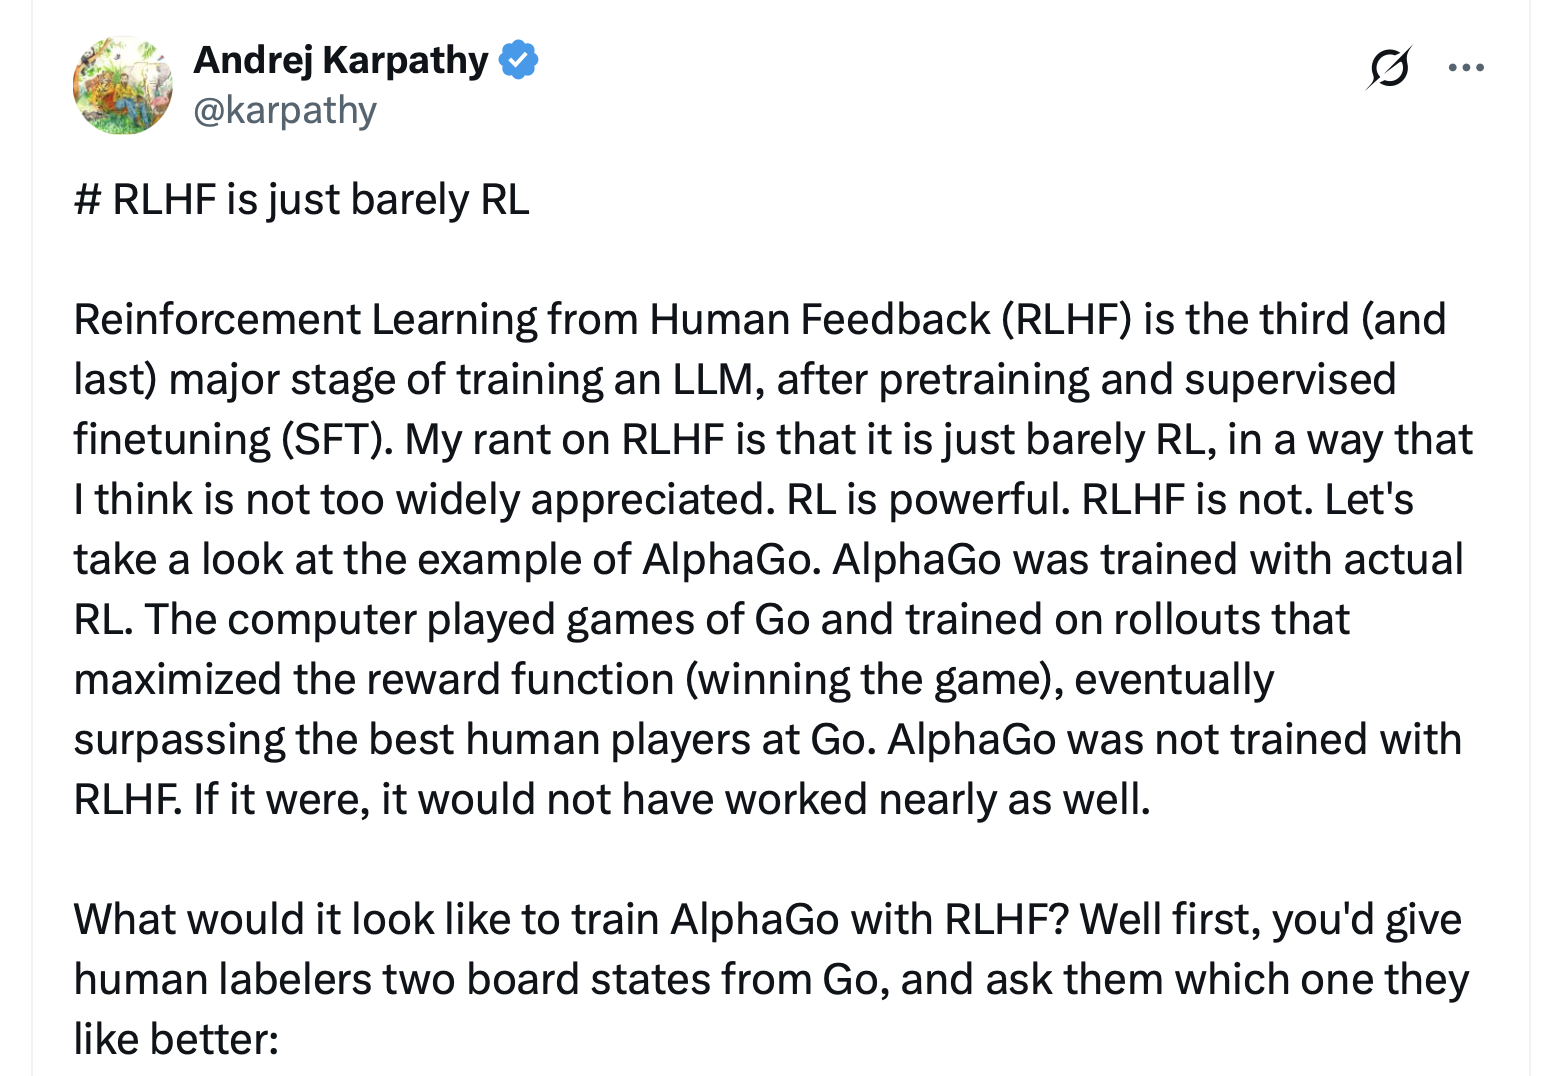 Andrej Karpathy
@karpathy
# RLHF is just barely RL
Reinforcement Learning from Human Feedback (RLHF) is the third (and
last) major stage of training an LLM, after pretraining and supervised
finetuning (SFT). My rant on RLHF is that it is just barely RL, in a way that
I think is not too widely appreciated. RL is powerful. RLHF is not. Let's
take a look at the example of AlphaGo. AlphaGo was trained with actual
RL. The computer played games of Go and trained on rollouts that
maximized the reward function (winning the game), eventually
surpassing the best human players at Go. AlphaGo was not trained with
RLHF. If it were, it would not have worked nearly as well.
What would it look like to train AlphaGo with RLHF? Well first, you'd give
human labelers two board states from Go, and ask them which one they
like better: